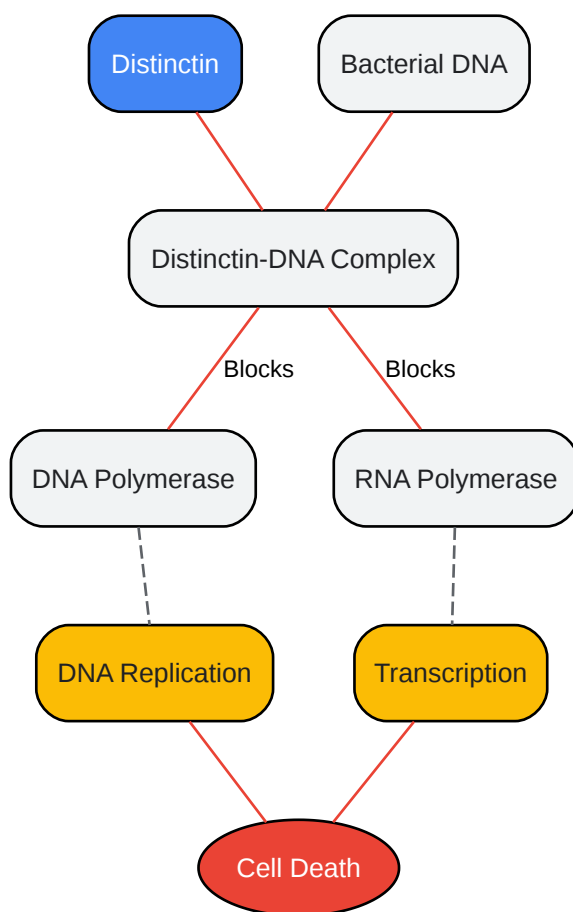 Distinctin
Bacterial DNA
Distinctin-DNA Complex
Blocks
Blocks
DNA Polymerase
RNA Polymerase
DNA Replication
Transcription
Cell Death